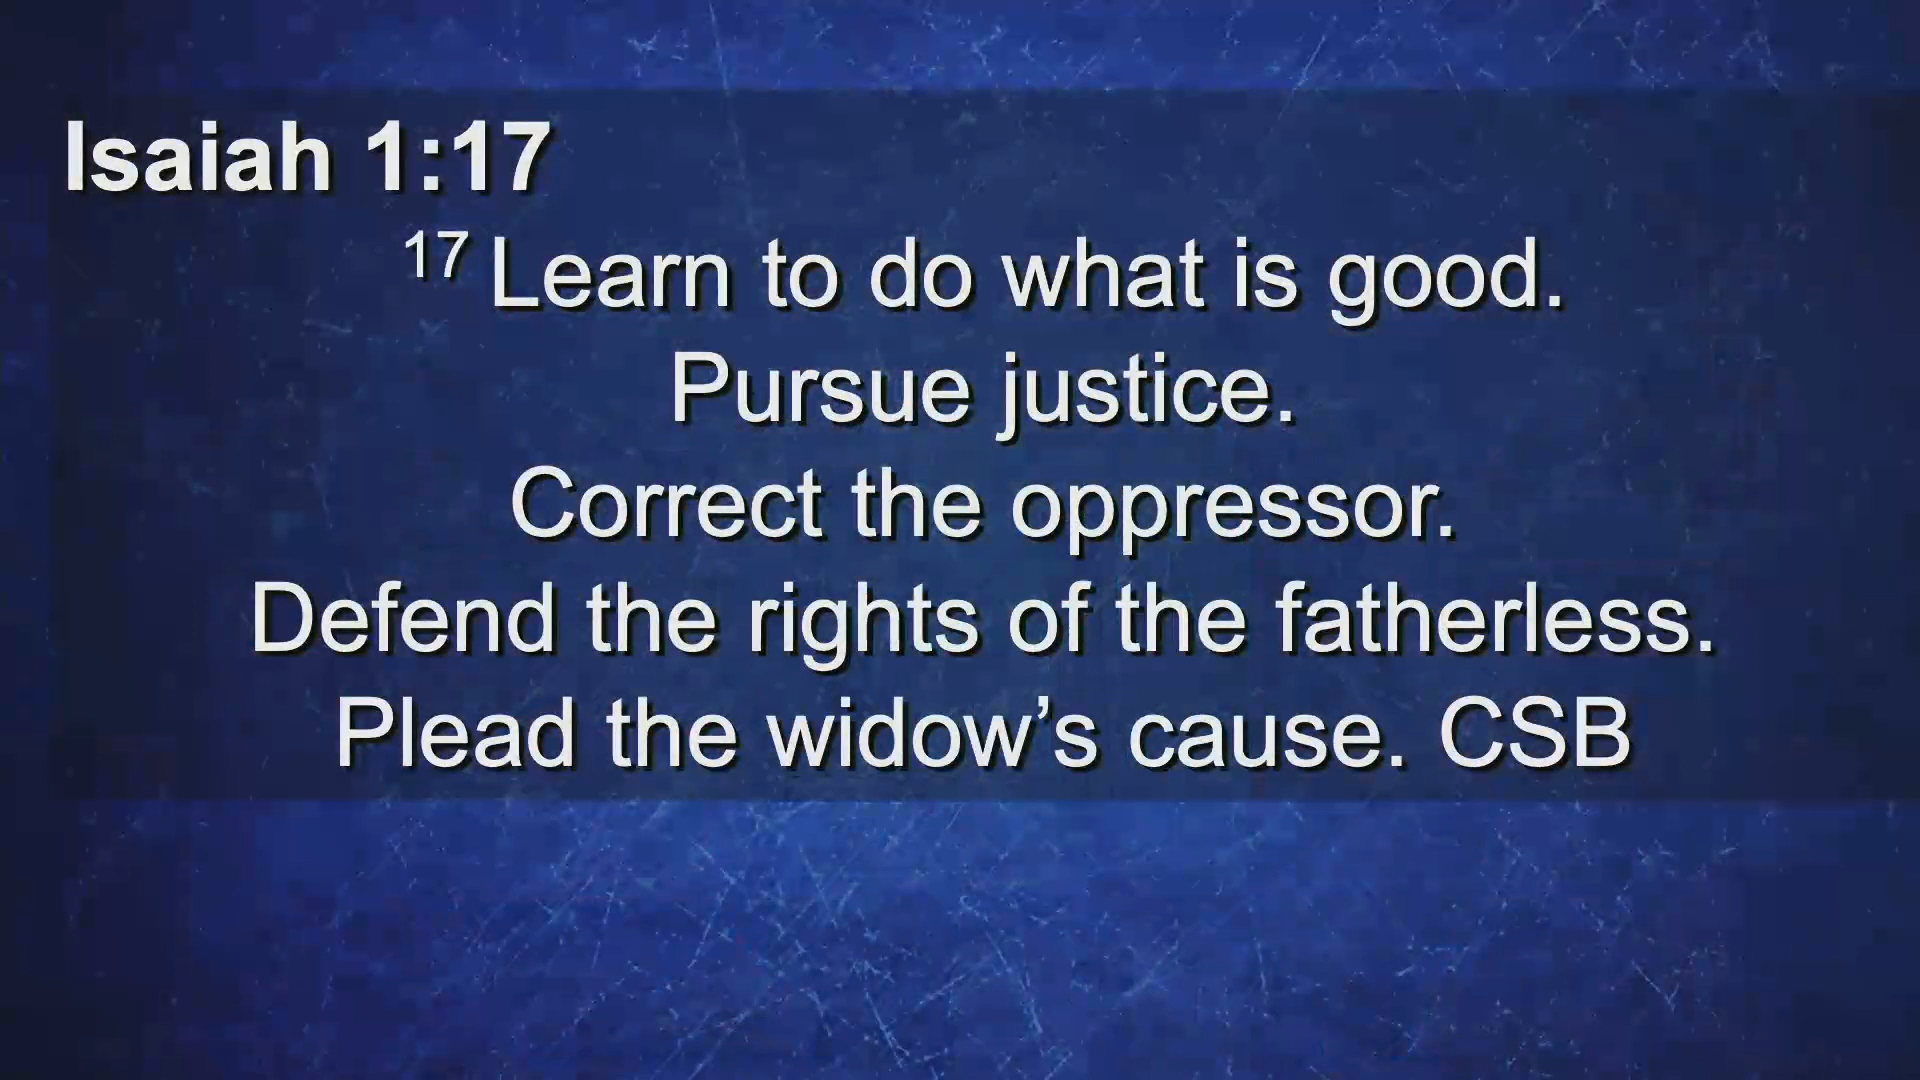 Isaiah 1:17
17 Learn to do what is good.
Pursue justice.
Correct the oppressor.
Defend the rights of the fatherless.
Plead the widow’s cause. CSB